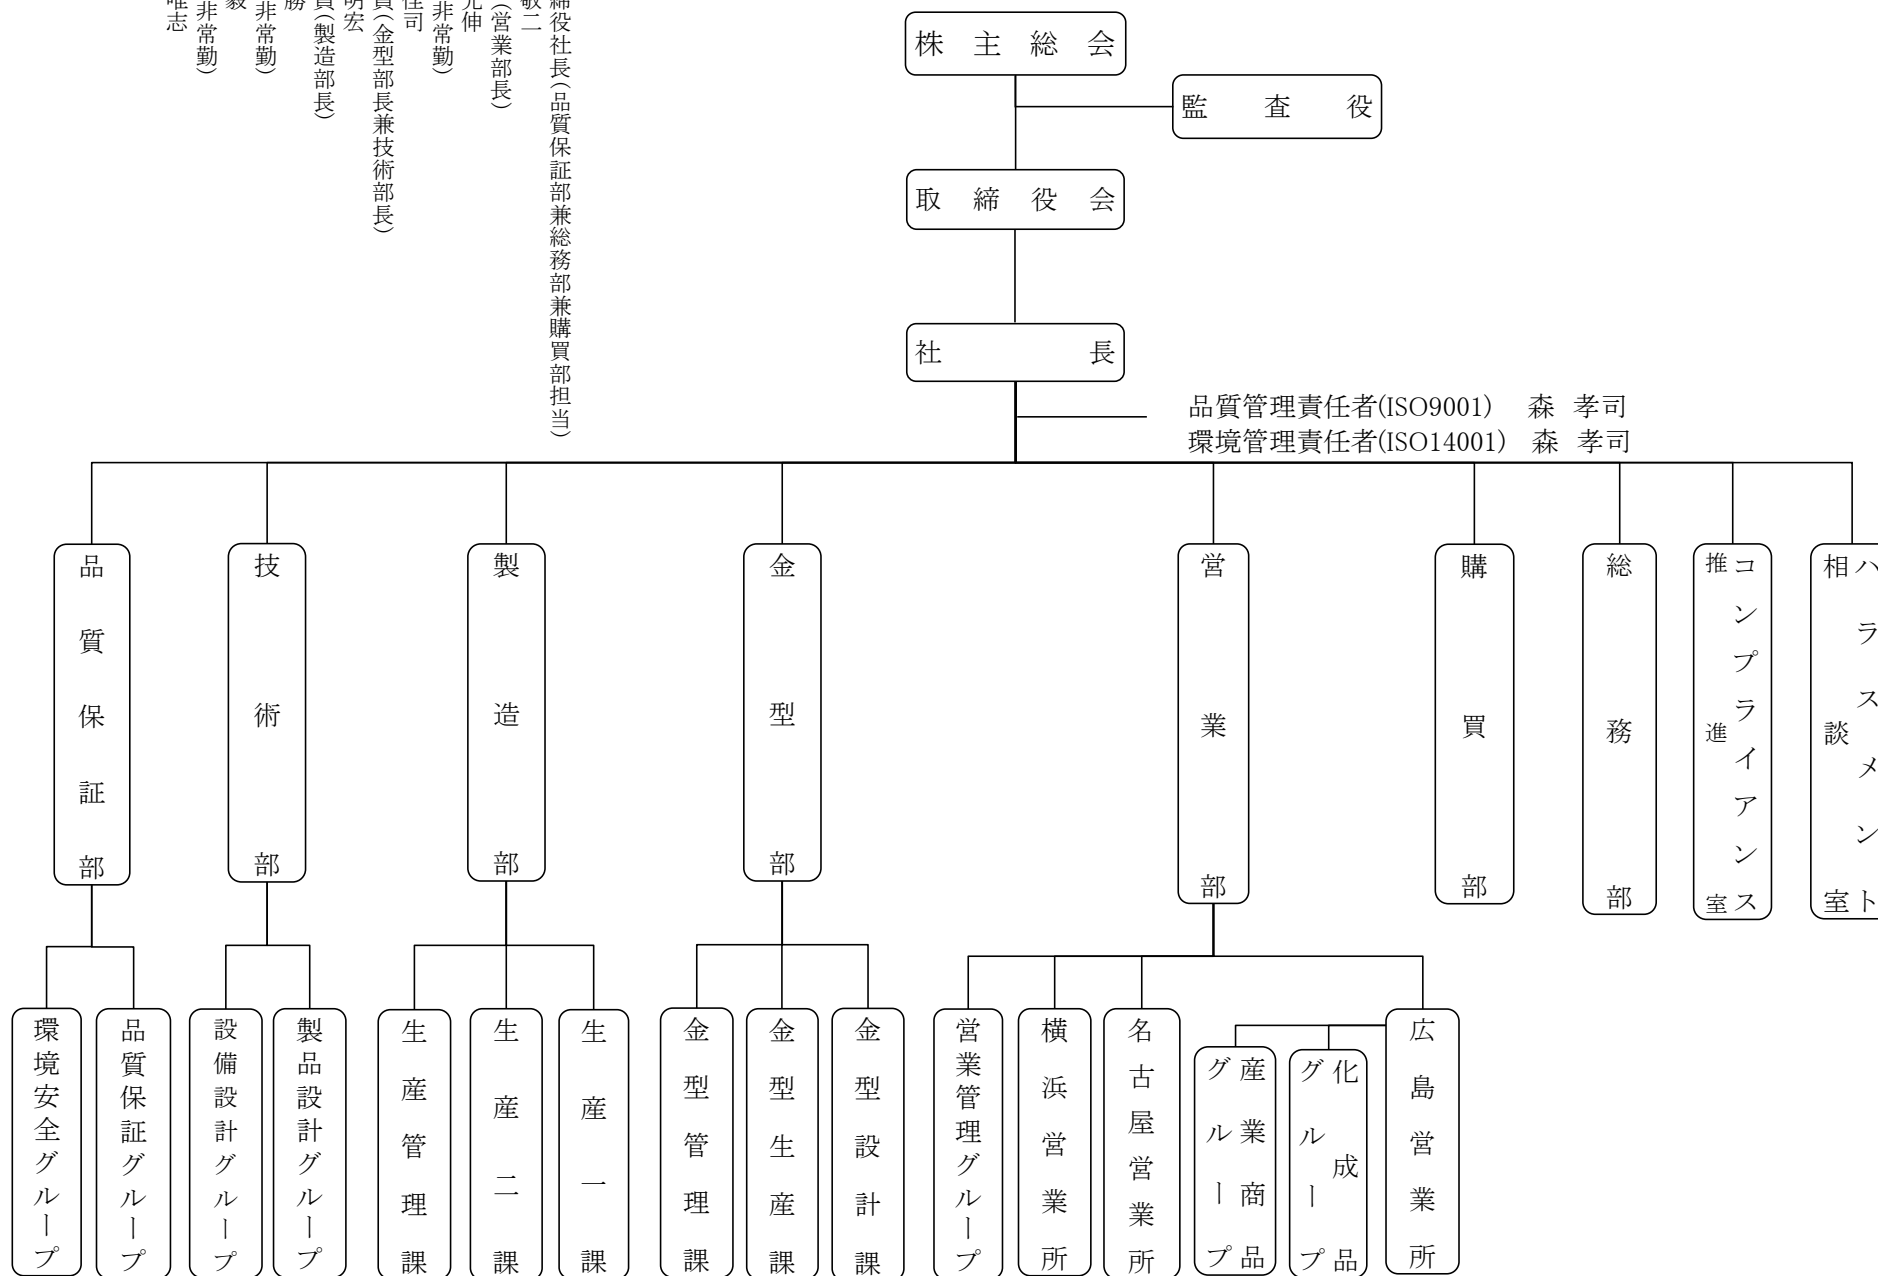 締役社長(品質保証部兼総務部兼購買部担当)
敬二
(営業部長)
光伸
非常勤)
佳司
員(金型部長兼技術部長)
明宏
員(製造部長)
勝
非常勤)
毅
非常勤)
唯志
株主総会
監査役
取締役会
社長
品質管理責任者(ISO9001) 森 孝司
環境管理責任者(ISO14001) 森 孝司
品質保証部
技術部
製造部
金型部
営業部
購買部
総務部
コンプライアンス
推進室
ハラスメント
相談室
環境安全グループ
品質保証グループ
設備設計グループ
製品設計グループ
生産管理課
生産二課
生産一課
金型管理課
金型生産課
金型設計課
営業管理グループ
横浜営業所
名古屋営業所
産業商品
グループ
化成品
グループ
広島営業所